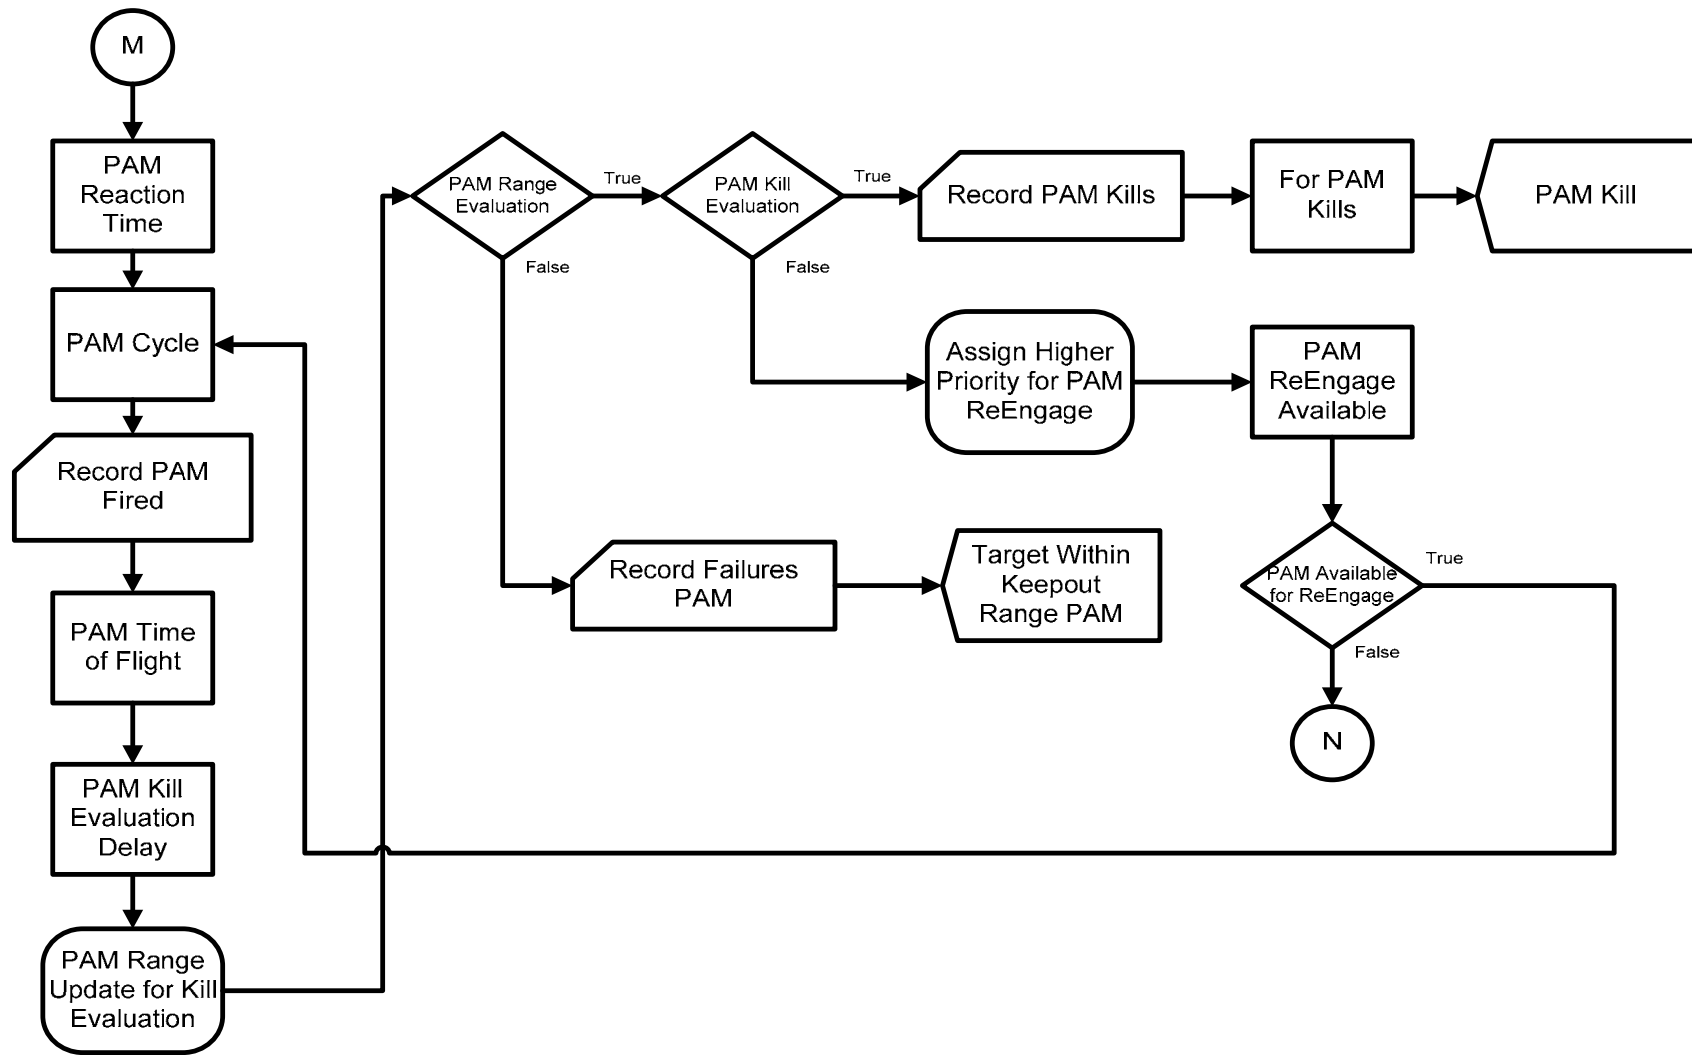 M
PAM
Reaction
Time
PAM Cycle
Record PAM
Fired
PAM Time
of Flight
PAM Kill
Evaluation
Delay
PAM Range
Update for Kill
Evaluation
PAM Range
Evaluation
True
False
PAM Kill
Evaluation
True
False
Record PAM Kills
For PAM
Kills
PAM Kill
Assign Higher
Priority for PAM
ReEngage
PAM
ReEngage
Available
Record Failures
PAM
Target Within
Keepout
Range PAM
PAM Available
for ReEngage
True
False
N